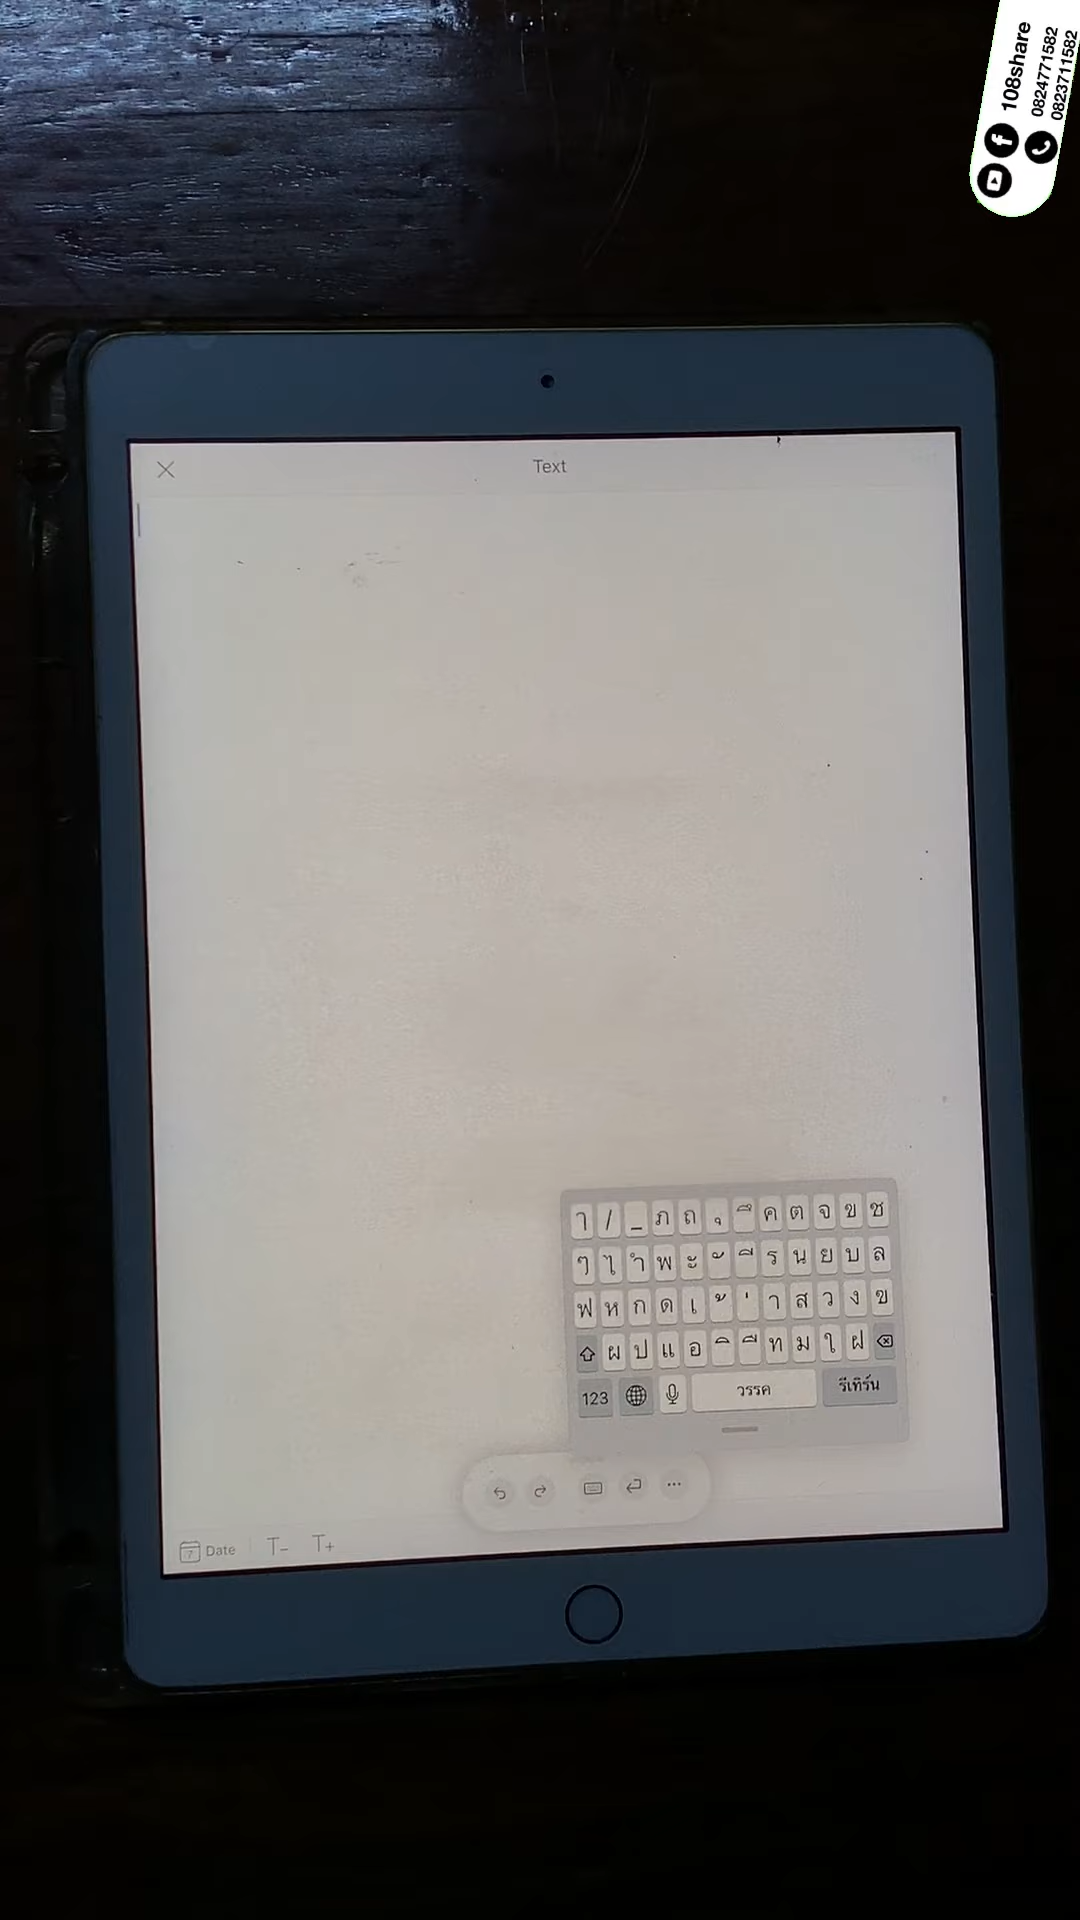 108share
0824771582
0823711582
Text
ๅ / _ ภ ถ ุ ึ ค ต จ ข ช
ๆ ไ ำ พ ะ ั ี ร น ย บ ล
ฟ ห ก ด เ ้ ่ า ส ว ง ข
ผ ป แ อ ิ ื ท ม ใ ฝ
123 วรรค รีเทิร์น
Date T- T+